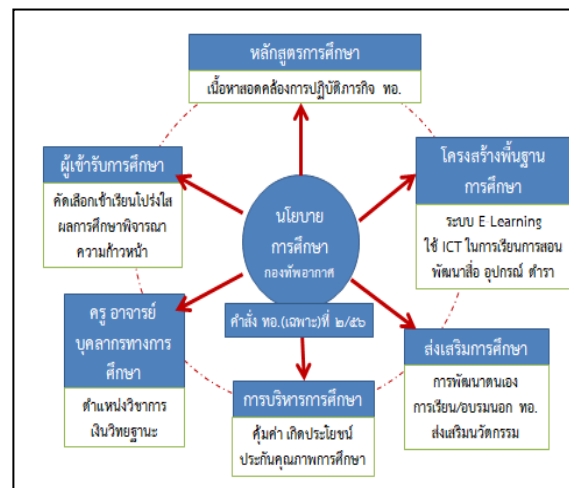 หลักสูตรการศึกษา
เนื้อหาสอดคล้องการปฏิบัติภารกิจ ทอ.
ผู้เข้ารับการศึกษา
คัดเลือกเข้าเรียนโปร่งใส
ผลการศึกษาพิจารณา
ความก้าวหน้า
โครงสร้างพื้นฐาน
การศึกษา
ระบบ E-Learning
ใช้ ICT ในการเรียนการสอน
พัฒนาสื่อ อุปกรณ์ ตำรา
นโยบาย
การศึกษา
กองทัพอากาศ
คำสั่ง ทอ.(เฉพาะ)ที่ ๒/๕๖
ครู อาจารย์
บุคลากรทางการ
ศึกษา
ตำแหน่งวิชาการ
เงินวิทยฐานะ
การบริหารการศึกษา
คุ้มค่า เกิดประโยชน์
ประกันคุณภาพการศึกษา
ส่งเสริมการศึกษา
การพัฒนาตนเอง
การเรียน/อบรมนอก ทอ.
ส่งเสริมนวัตกรรม